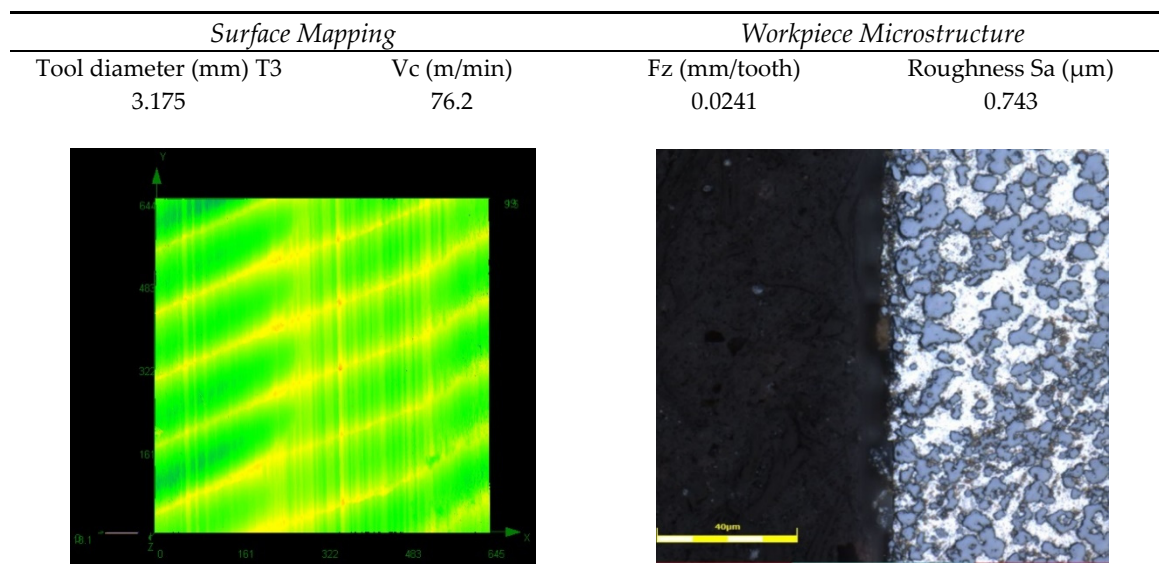 Surface Mapping Workpiece Microstructure
Tool diameter (mm) T3 Vc (m/min) Fz (mm/tooth) Roughness Sa (µm)
3.175 76.2 0.0241 0.743
Y
644
483
322
161
Z
0 161 322 483 645
X
40µm